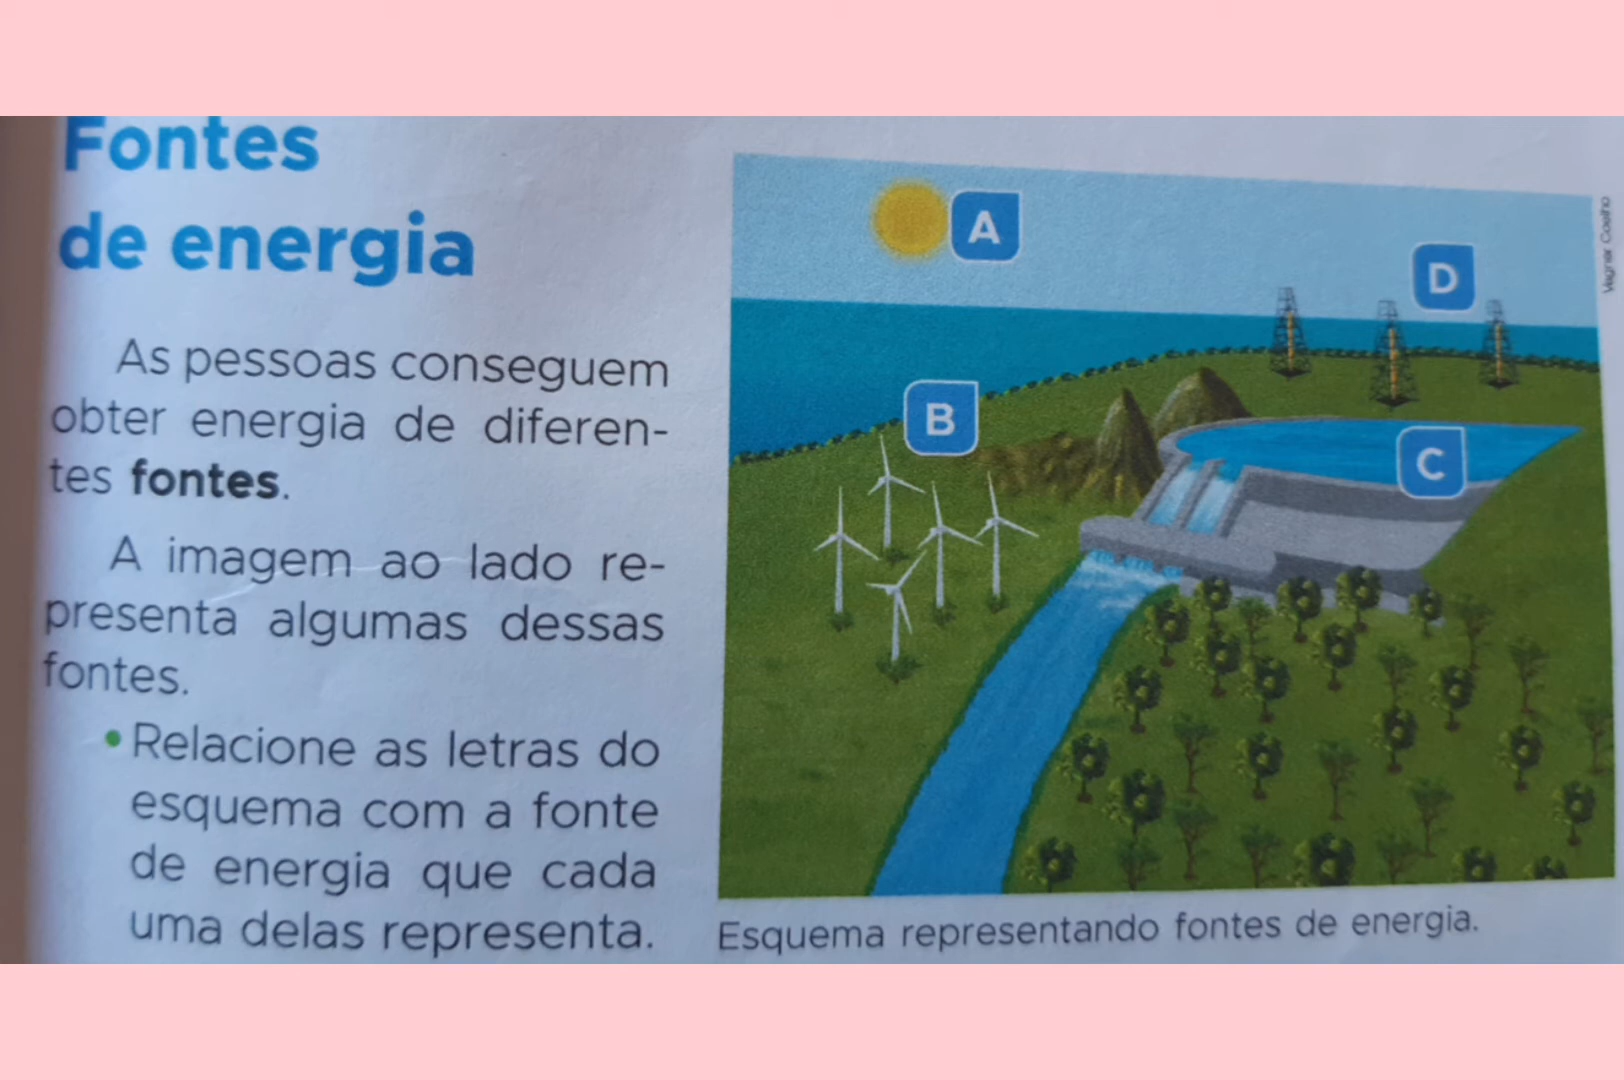 Fontes
de energia
As pessoas conseguem
obter energia de diferen-
tes fontes.
A imagem ao lado re-
presenta algumas dessas
fontes.
• Relacione as letras do
esquema com a fonte
de energia que cada
uma delas representa.
A
B
C
D
Vagner Coelho
Esquema representando fontes de energia.